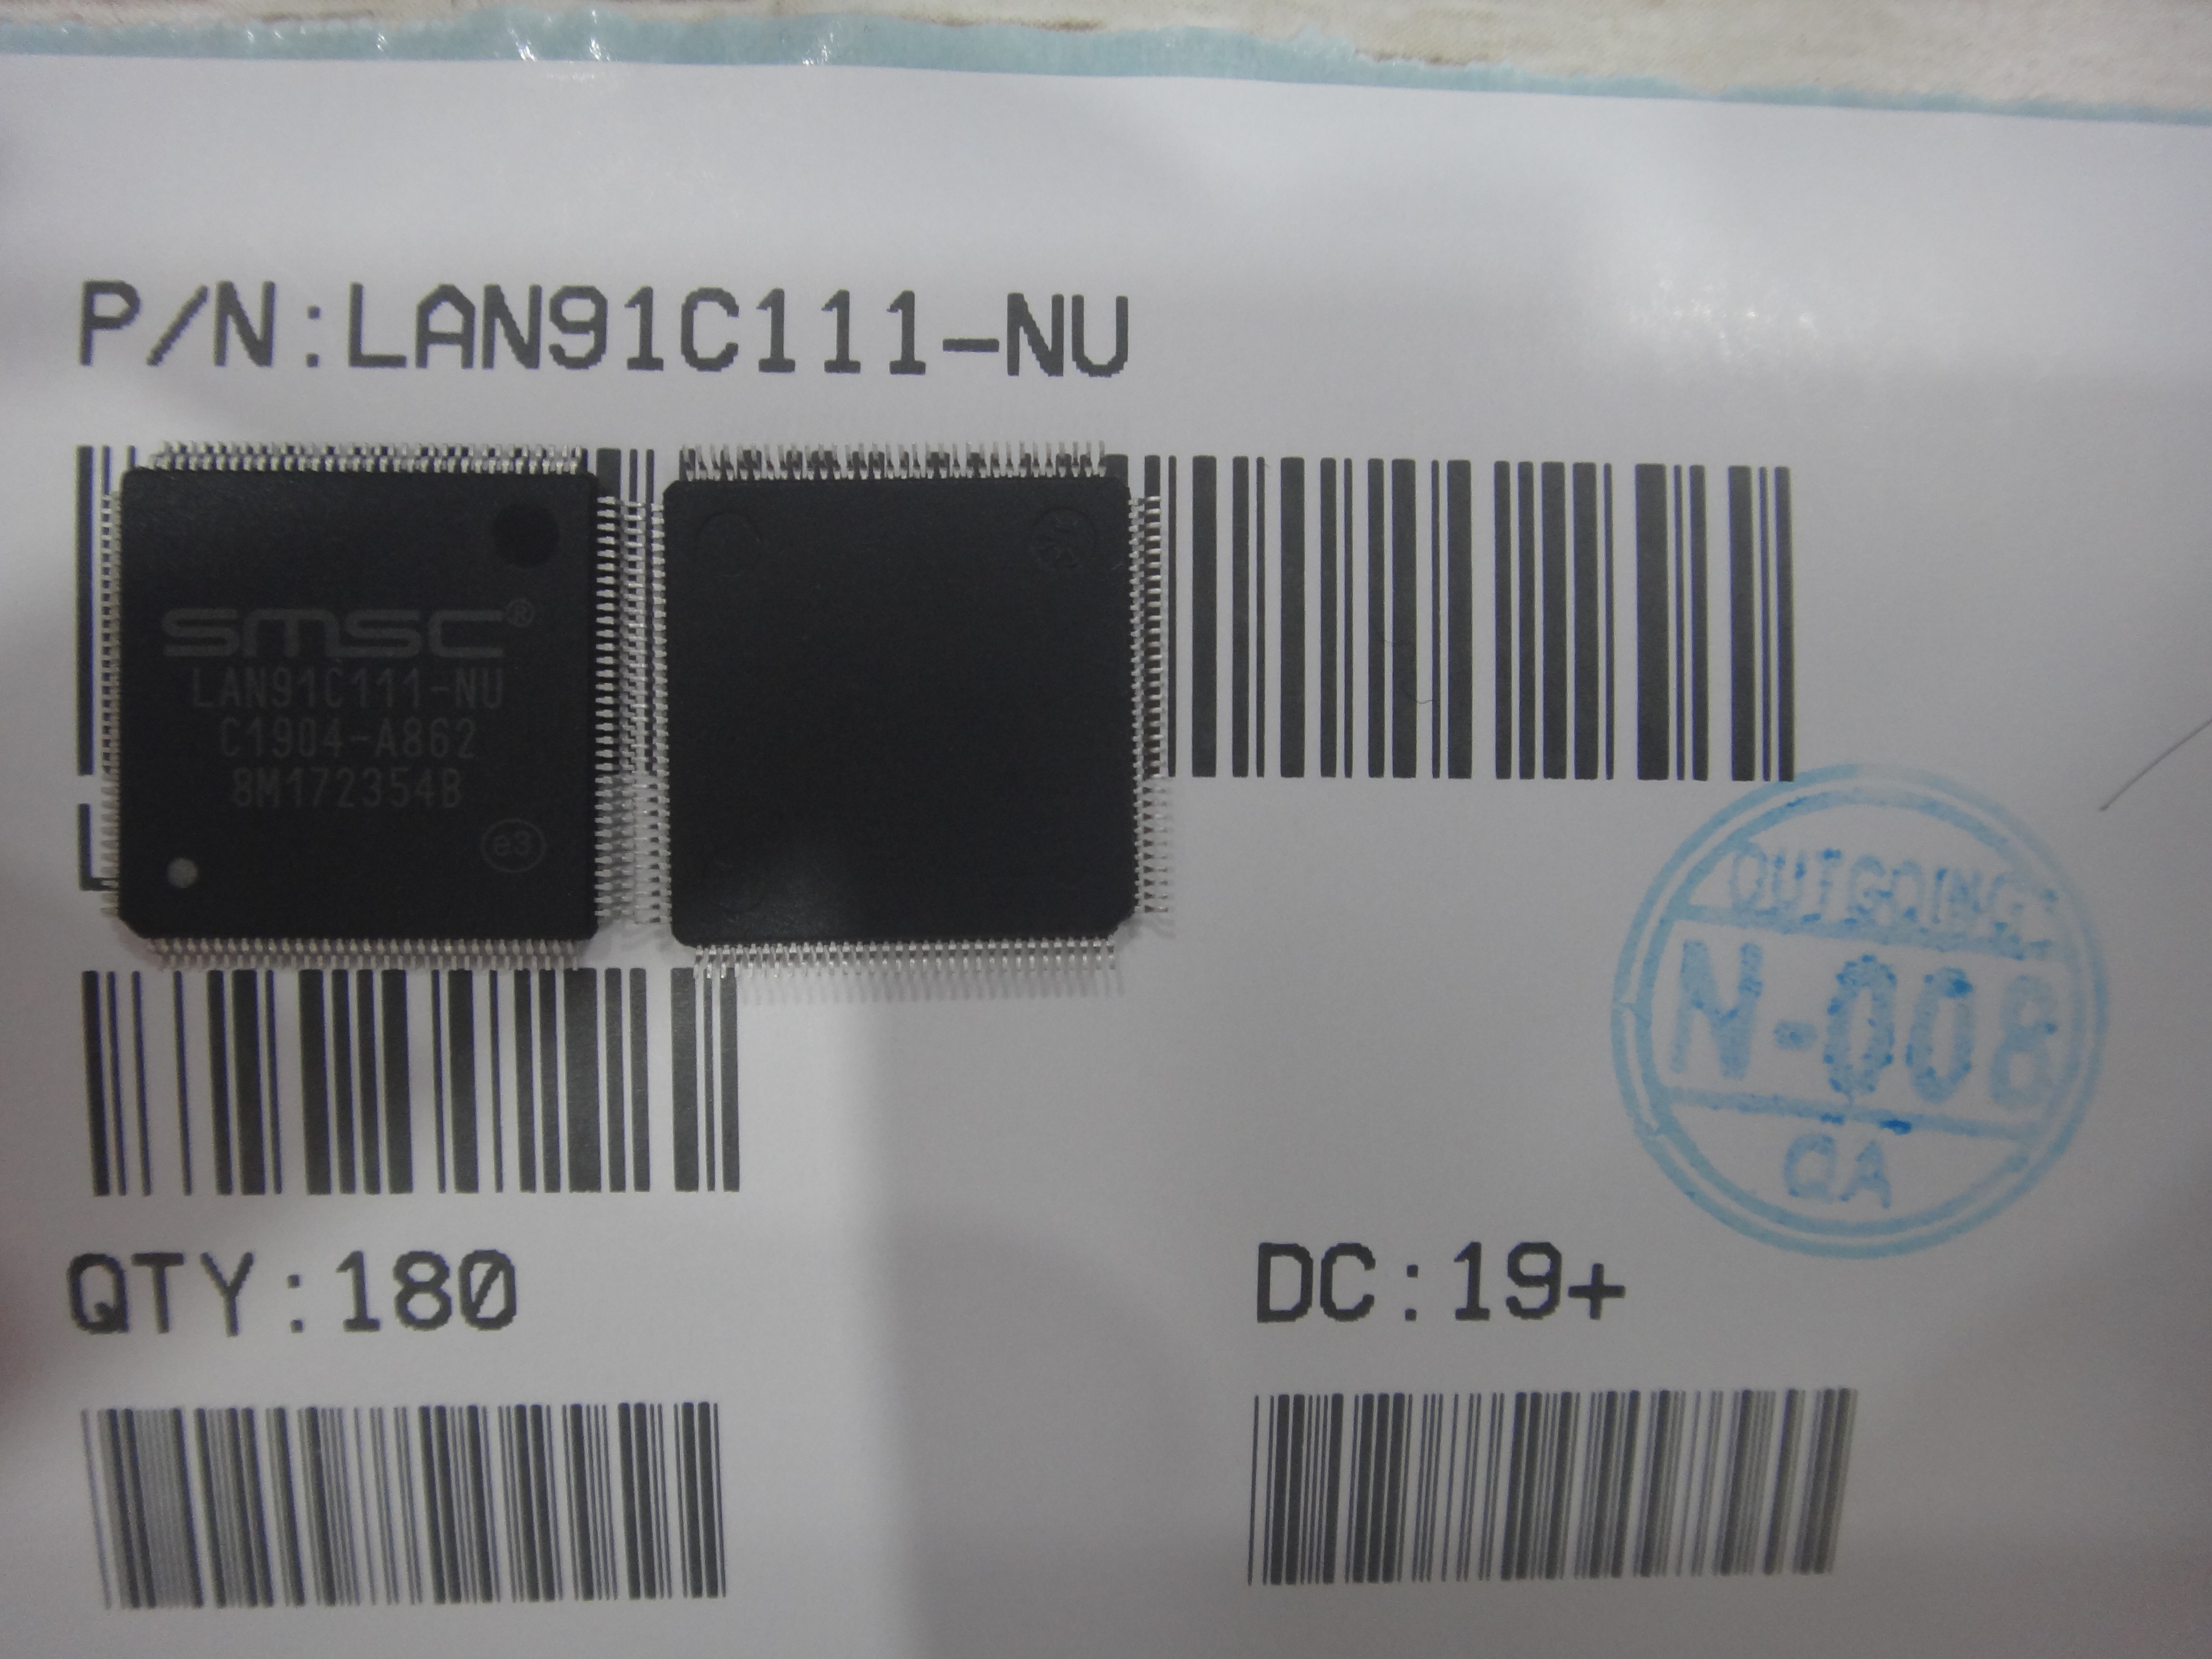 P/N:LAN91C111-NU
smsc®
LAN91C111-NU
C1904-A862
8M172354B
e3
OUTGOING
N-008
QA
QTY:180
DC:19+